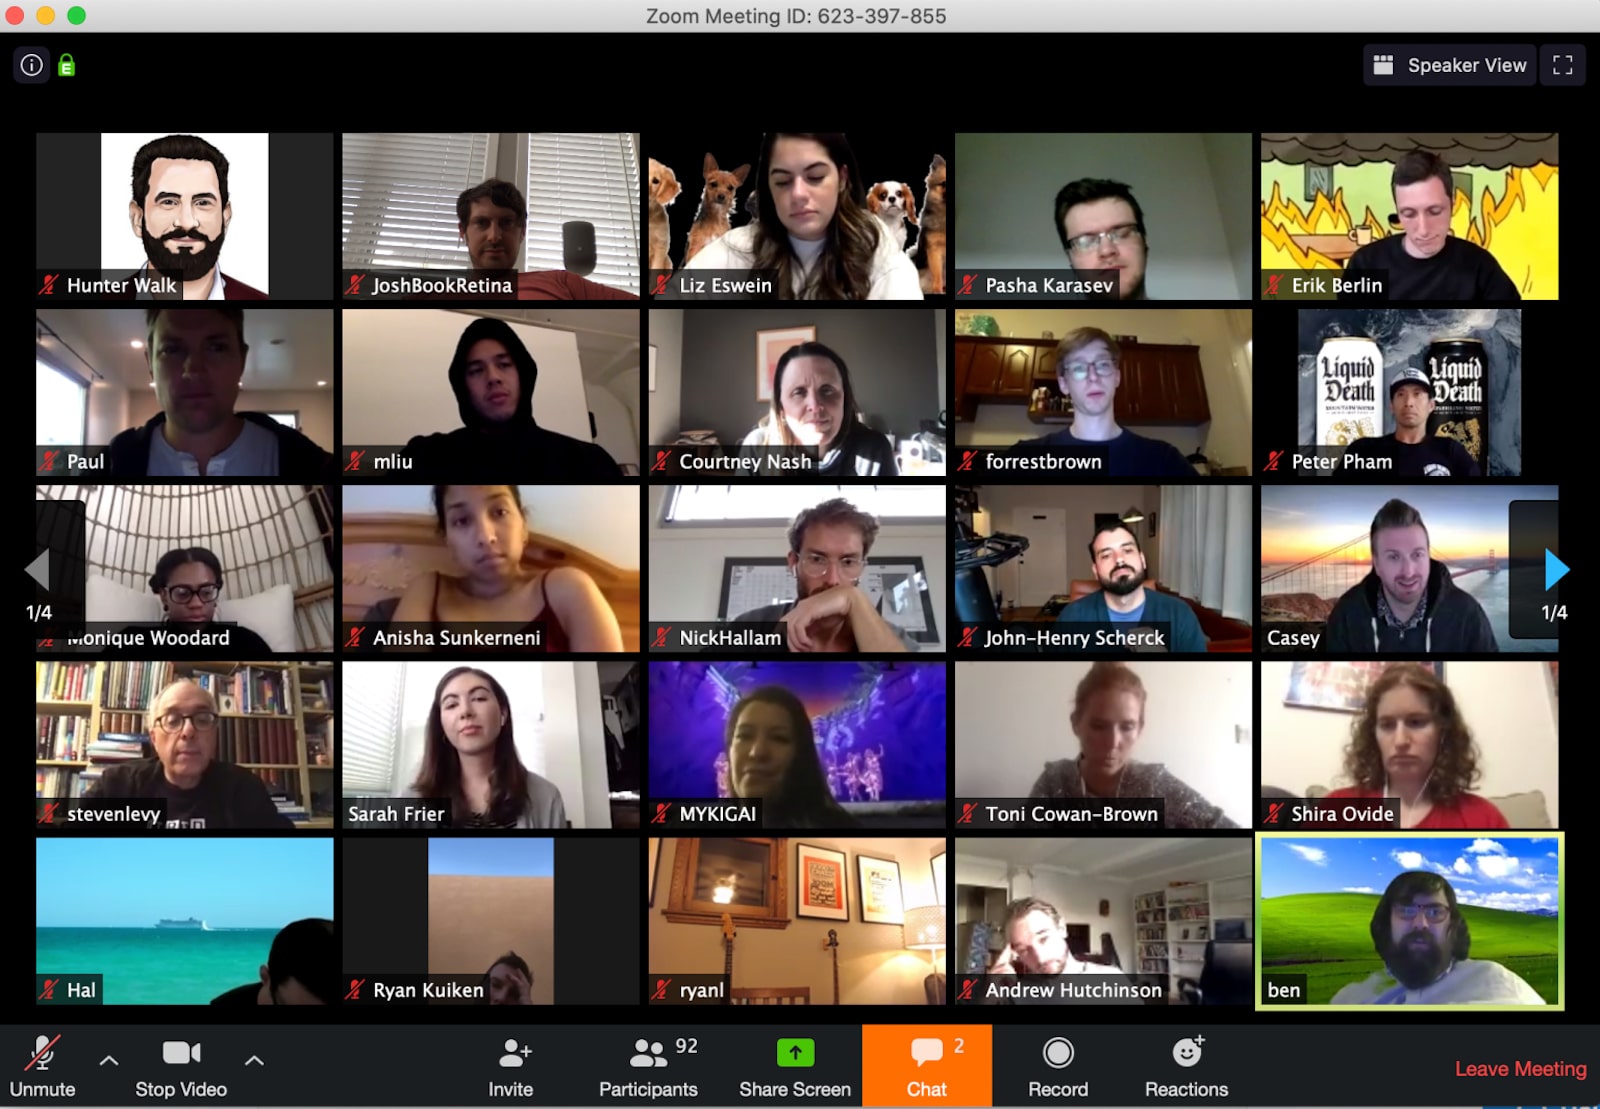 Zoom Meeting ID: 623-397-855
Speaker View
Hunter Walk
JoshBookRetina
Liz Eswein
Pasha Karasev
Erik Berlin
Liquid
Death
Liquid
Death
Paul
mliu
Courtney Nash
forrestbrown
Peter Pham
1/4
1/4
Monique Woodard
Anisha Sunkerneni
NickHallam
John-Henry Scherck
Casey
stevenlevy
Sarah Frier
MYKIGAI
Toni Cowan-Brown
Shira Ovide
Hal
Ryan Kuiken
ryanl
Andrew Hutchinson
ben
92
2
Unmute
Stop Video
Invite
Participants
Share Screen
Chat
Record
Reactions
Leave Meeting